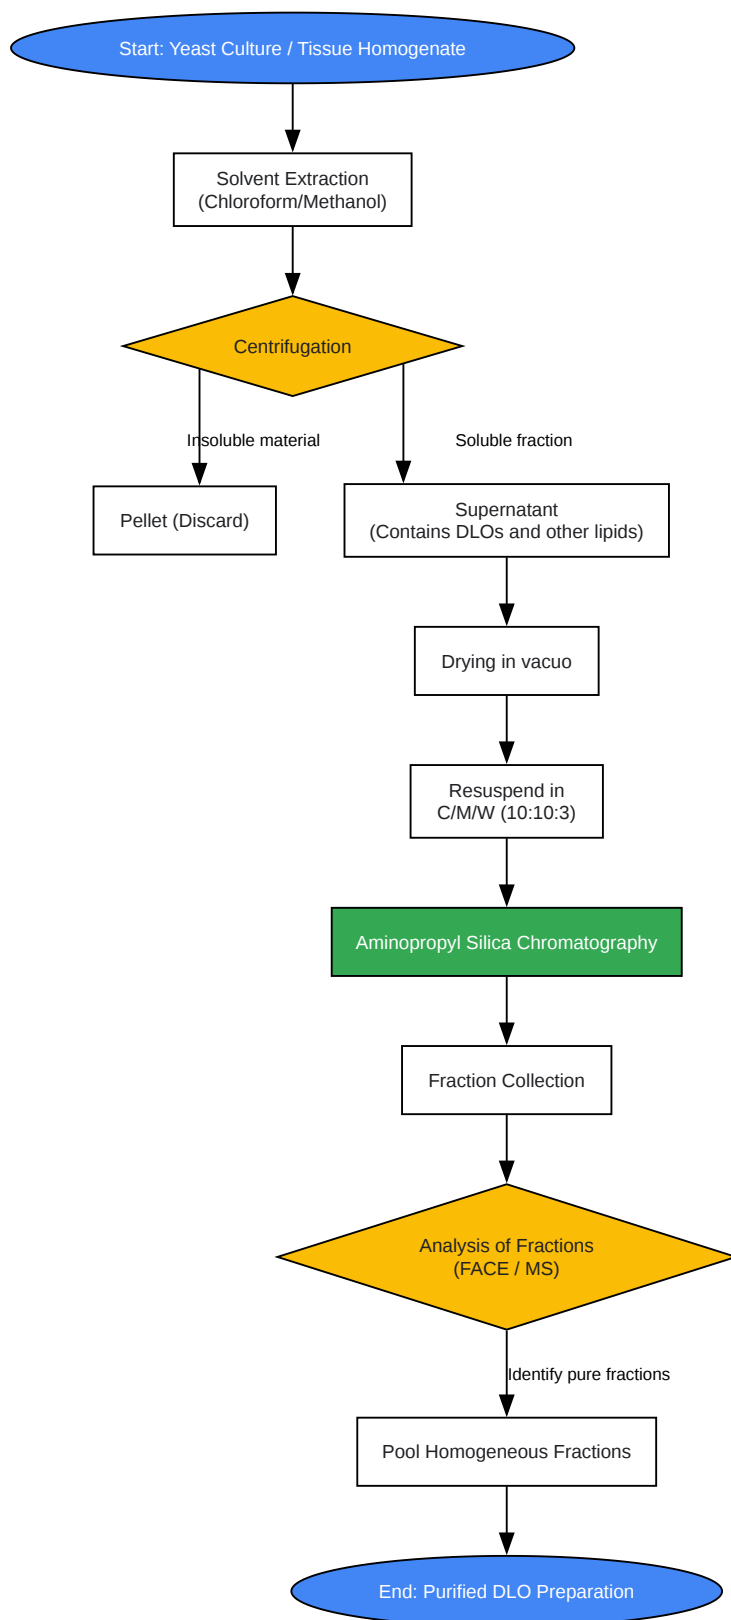 Start: Yeast Culture / Tissue Homogenate
Solvent Extraction
(Chloroform/Methanol)
Centrifugation
Insoluble material
Soluble fraction
Pellet (Discard)
Supernatant
(Contains DLOs and other lipids)
Drying in vacuo
Resuspend in
C/M/W (10:10:3)
Aminopropyl Silica Chromatography
Fraction Collection
Analysis of Fractions
(FACE / MS)
Identify pure fractions
Pool Homogeneous Fractions
End: Purified DLO Preparation